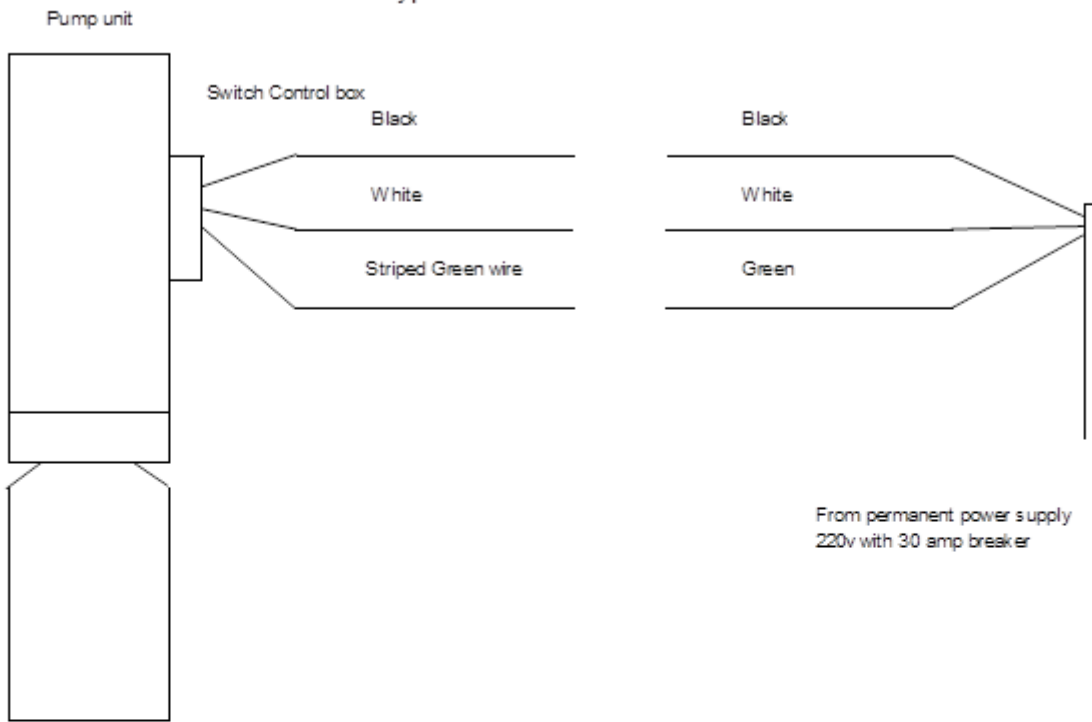 Pump unit
Switch Control box
Black
Black
White
White
Striped Green wire
Green
From permanent power supply
220v with 30 amp breaker